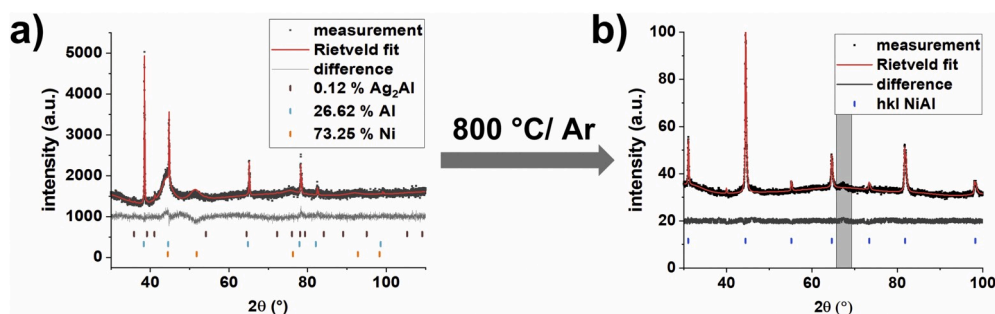 a)
measurement
Rietveld fit
difference
0.12 % Ag₂Al
26.62 % Al
73.25 % Ni
intensity (a.u.)
5000
4000
3000
2000
1000
0
40 60 80 100
2θ (°)
800 °C/ Ar
b)
measurement
Rietveld fit
difference
hkl NiAl
intensity (a.u.)
100
80
60
40
20
0
40 60 80 100
2θ (°)